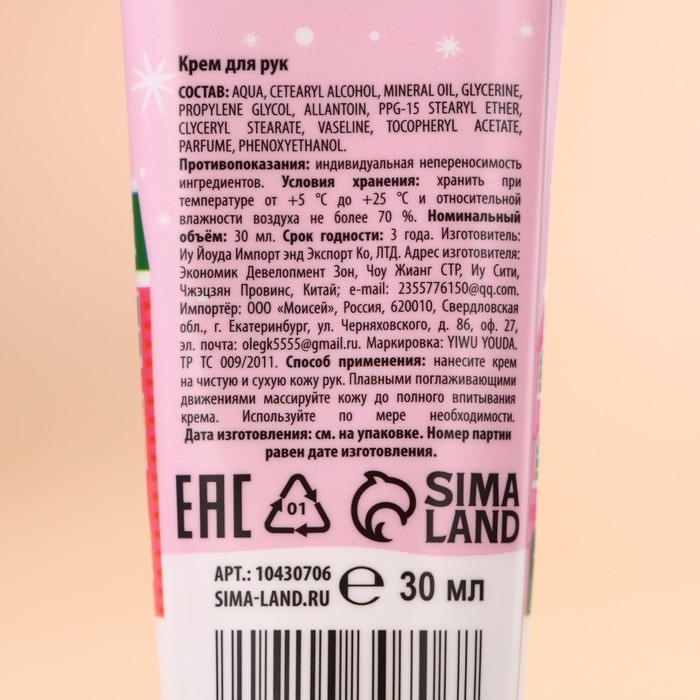 Крем для рук
СОСТАВ: AQUA, CETEARYL ALCOHOL, MINERAL OIL, GLYCERINE,
PROPYLENE GLYCOL, ALLANTOIN, PPG-15 STEARYL ETHER,
GLYCERYL STEARATE, VASELINE, TOCOPHERYL ACETATE,
PARFUME, PHENOXYETHANOL.
Противопоказания: индивидуальная непереносимость
ингредиентов. Условия хранения: хранить при
температуре от +5 °С до +25 °С и относительной
влажности воздуха не более 70 %. Номинальный
объём: 30 мл. Срок годности: 3 года. Изготовитель:
Иу Йоуда Импорт энд Экспорт Ко, ЛТД. Адрес изготовителя:
Экономик Девелопмент Зон, Чоу Жианг СТР, Иу Сити,
Чжэцзян Провинс, Китай; e-mail: 2355776150@qq.com.
Импортёр: ООО «Моисей», Россия, 620010, Свердловская
обл., г. Екатеринбург, ул. Черняховского, д. 86, оф. 27,
эл. почта: olegk5555@gmail.ru. Маркировка: YIWU YOUDA.
ТР ТС 009/2011. Способ применения: нанесите крем
на чистую и сухую кожу рук. Плавными поглаживающими
движениями массируйте кожу до полного впитывания
крема. Используйте по мере необходимости.
Дата изготовления: см. на упаковке. Номер партии
равен дате изготовления.
EAC 01 SIMA
LAND
АРТ.: 10430706
SIMA-LAND.RU
℮ 30 мл